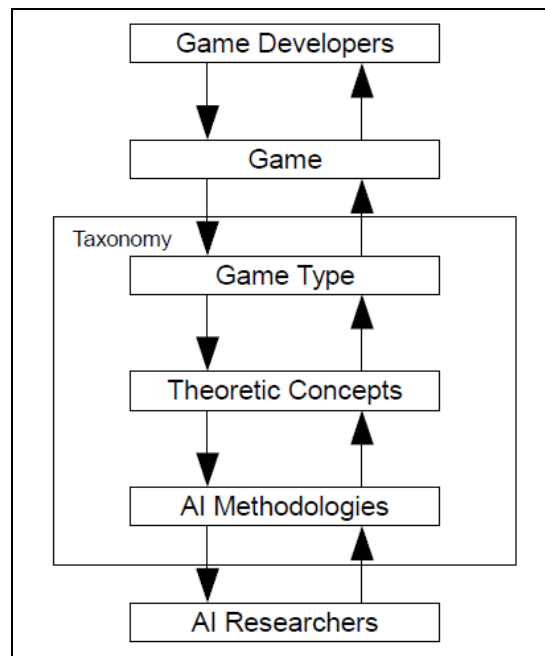 Game Developers
Game
Taxonomy
Game Type
Theoretic Concepts
AI Methodologies
AI Researchers